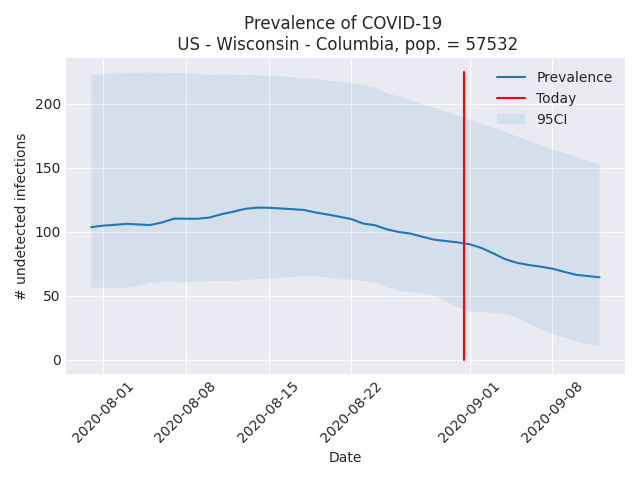 Prevalence of COVID-19
US - Wisconsin - Columbia, pop. = 57532
Prevalence
Today
95CI
# undetected infections
200
150
100
50
0
2020-08-01
2020-08-08
2020-08-15
2020-08-22
2020-09-01
2020-09-08
Date